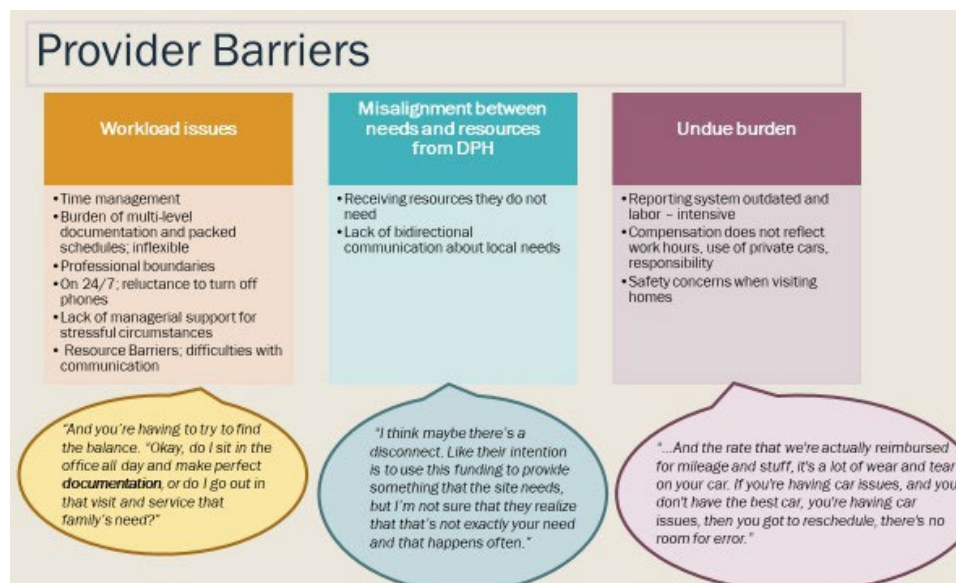 Provider Barriers
Workload issues
•Time management
•Burden of multi-level
documentation and packed
schedules; inflexible
•Professional boundaries
•On 24/7; reluctance to turn off
phones
•Lack of managerial support for
stressful circumstances
• Resource Barriers; difficulties with
communication
Misalignment between
needs and resources
from DPH
•Receiving resources they do not
need
•Lack of bidirectional
communication about local needs
Undue burden
•Reporting system outdated and
labor – intensive
•Compensation does not reflect
work hours, use of private cars,
responsibility
•Safety concerns when visiting
homes
"And you're having to try to find
the balance. "Okay, do I sit in the
office all day and make perfect
documentation, or do I go out in
that visit and service that
family's need?"
"I think maybe there's a
disconnect. Like their intention
is to use this funding to provide
something that the site needs,
but I'm not sure that they realize
that that's not exactly your need
and that happens often."
"...And the rate that we're actually reimbursed
for mileage and stuff, it's a lot of wear and tear
on your car. If you're having car issues, and you
don't have the best car, you're having car
issues, then you got to reschedule, there's no
room for error."